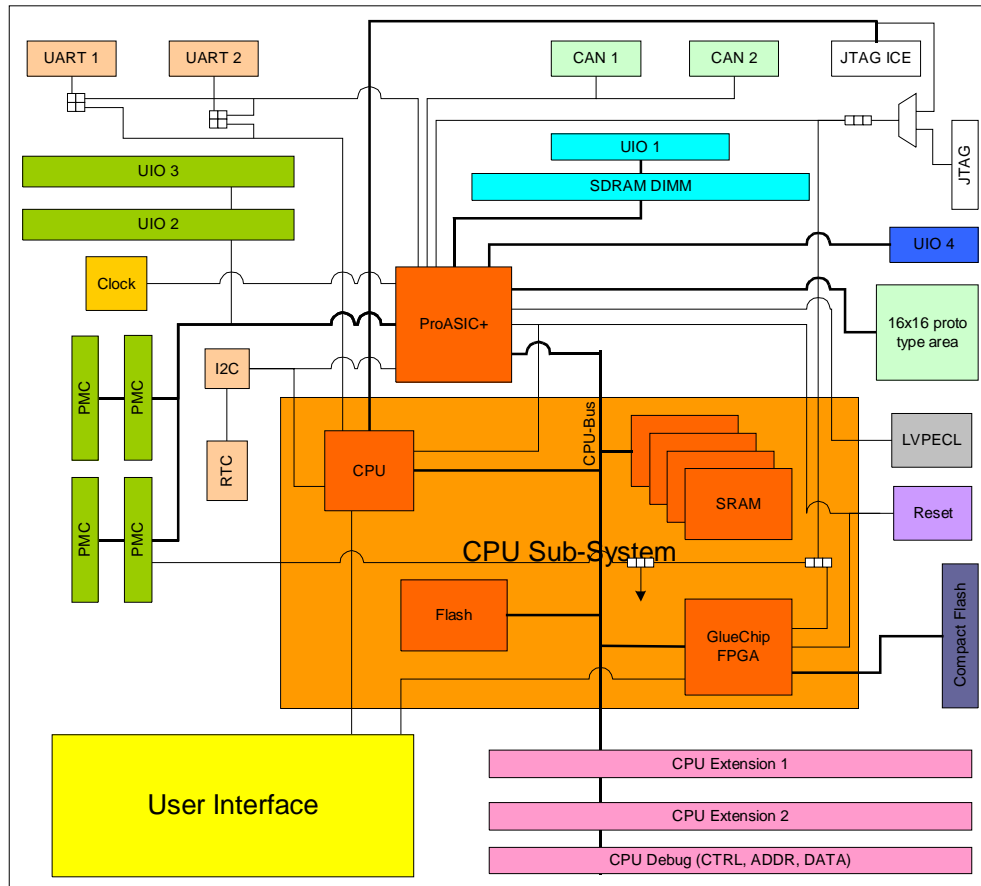 UART 1
UART 2
CAN 1
CAN 2
JTAG ICE
JTAG
UIO 1
SDRAM DIMM
UIO 3
UIO 2
UIO 4
Clock
ProASIC+
16x16 proto
type area
PMC
PMC
I2C
RTC
CPU-Bus
CPU
SRAM
LVPECL
PMC
PMC
Reset
CPU Sub-System
Flash
GlueChip
FPGA
Compact Flash
User Interface
CPU Extension 1
CPU Extension 2
CPU Debug (CTRL, ADDR, DATA)